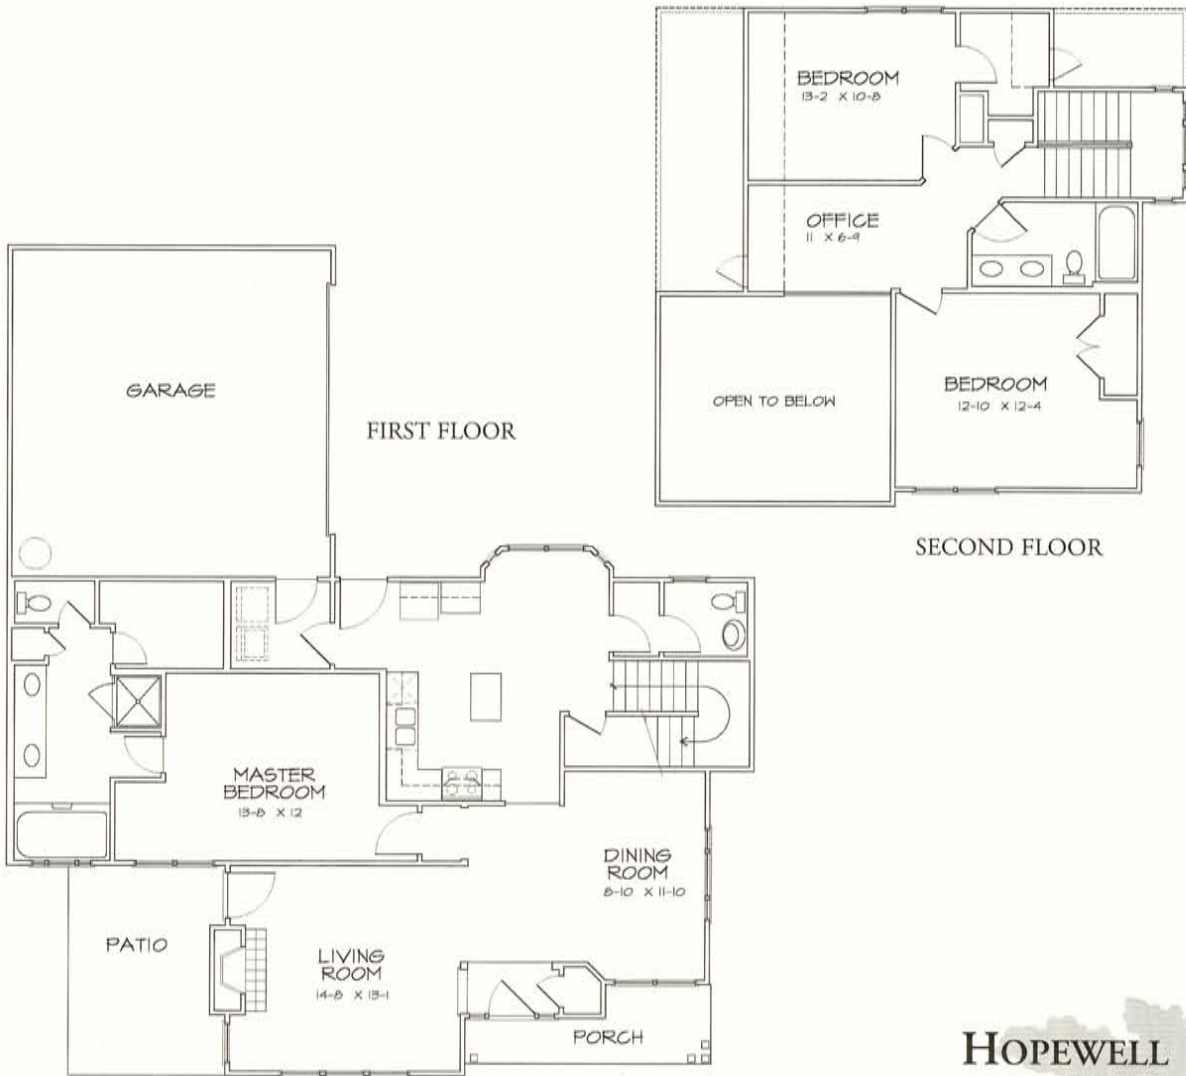 BEDROOM
13-2 X 10-8
OFFICE
11 X 6-9
OPEN TO BELOW
BEDROOM
12-10 X 12-4
SECOND FLOOR
GARAGE
FIRST FLOOR
MASTER
BEDROOM
13-8 X 12
DINING
ROOM
8-10 X 11-10
PATIO
LIVING
ROOM
14-8 X 13-1
PORCH
HOPEWELL